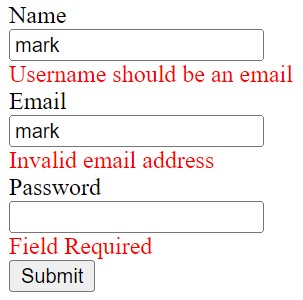 Name
mark
Username should be an email
Email
mark
Invalid email address
Password
Field Required
Submit